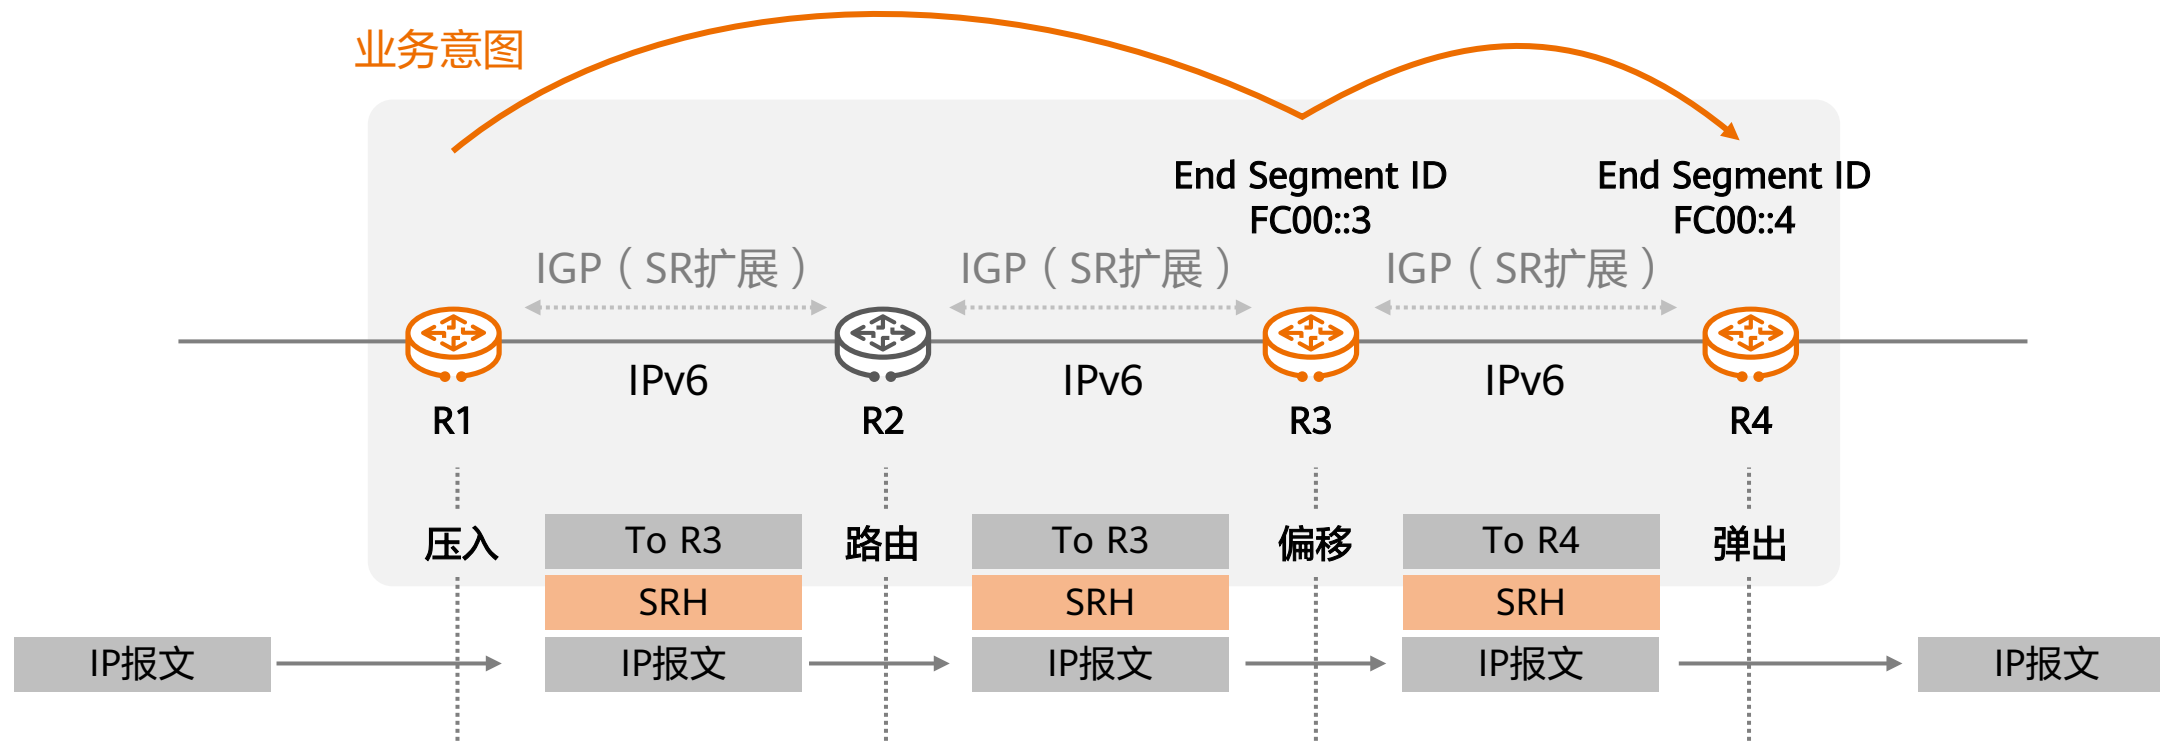 业务意图
End Segment ID
FC00::3
End Segment ID
FC00::4
IGP（SR扩展）
IGP（SR扩展）
IGP（SR扩展）
IPv6
IPv6
IPv6
R1
R2
R3
R4
压入
To R3
路由
To R3
偏移
To R4
弹出
SRH
SRH
SRH
IP报文
IP报文
IP报文
IP报文
IP报文